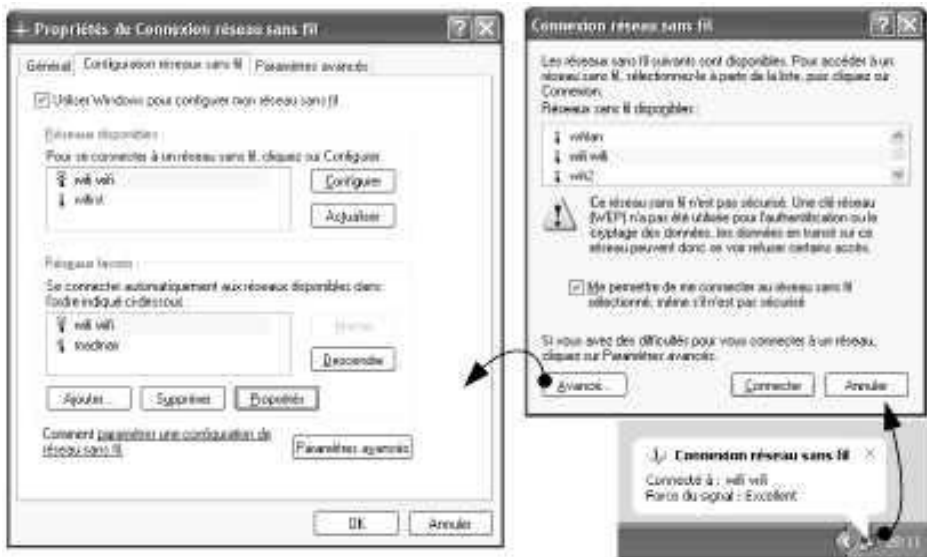 Propriétés de Connexion réseau sans fil
Général
Configuration réseaux sans fil
Paramètres avancés
Utiliser Windows pour configurer mon réseau sans fil
Réseaux disponibles :
Pour se connecter à un réseau sans fil, cliquez sur Configurer.
wifi wifi
Configurer
Actualiser
Réseaux favoris :
Se connecter automatiquement aux réseaux disponibles dans
l'ordre indiqué ci-dessous :
wifi wifi
Monter
Descendre
Ajouter...
Supprimer
Propriétés
Comment paramétrer une configuration de
réseau sans fil.
Paramètres avancés
OK
Annuler
Connexion réseau sans fil
Les réseaux sans fil suivants sont disponibles. Pour accéder à un
réseau sans fil, sélectionnez-le à partir de la liste, puis cliquez sur
Connexion.
Réseaux sans fil disponibles :
wifi wifi
wifi2
Ce réseau sans fil n'est pas sécurisé. Une clé réseau
(WEP) n'a pas été utilisée pour l'authentification ou le
cryptage des données, les données en transit sur ce
réseau peuvent donc se voir refuser certains accès.
Me permettre de me connecter au réseau sans fil
sélectionné, même s'il n'est pas sécurisé
Si vous avez des difficultés pour vous connecter à un réseau,
cliquez sur Paramètres avancés.
Avancé...
Connecter
Annuler
Connexion réseau sans fil
Connecté à : wifi wifi
Force du signal : Excellent